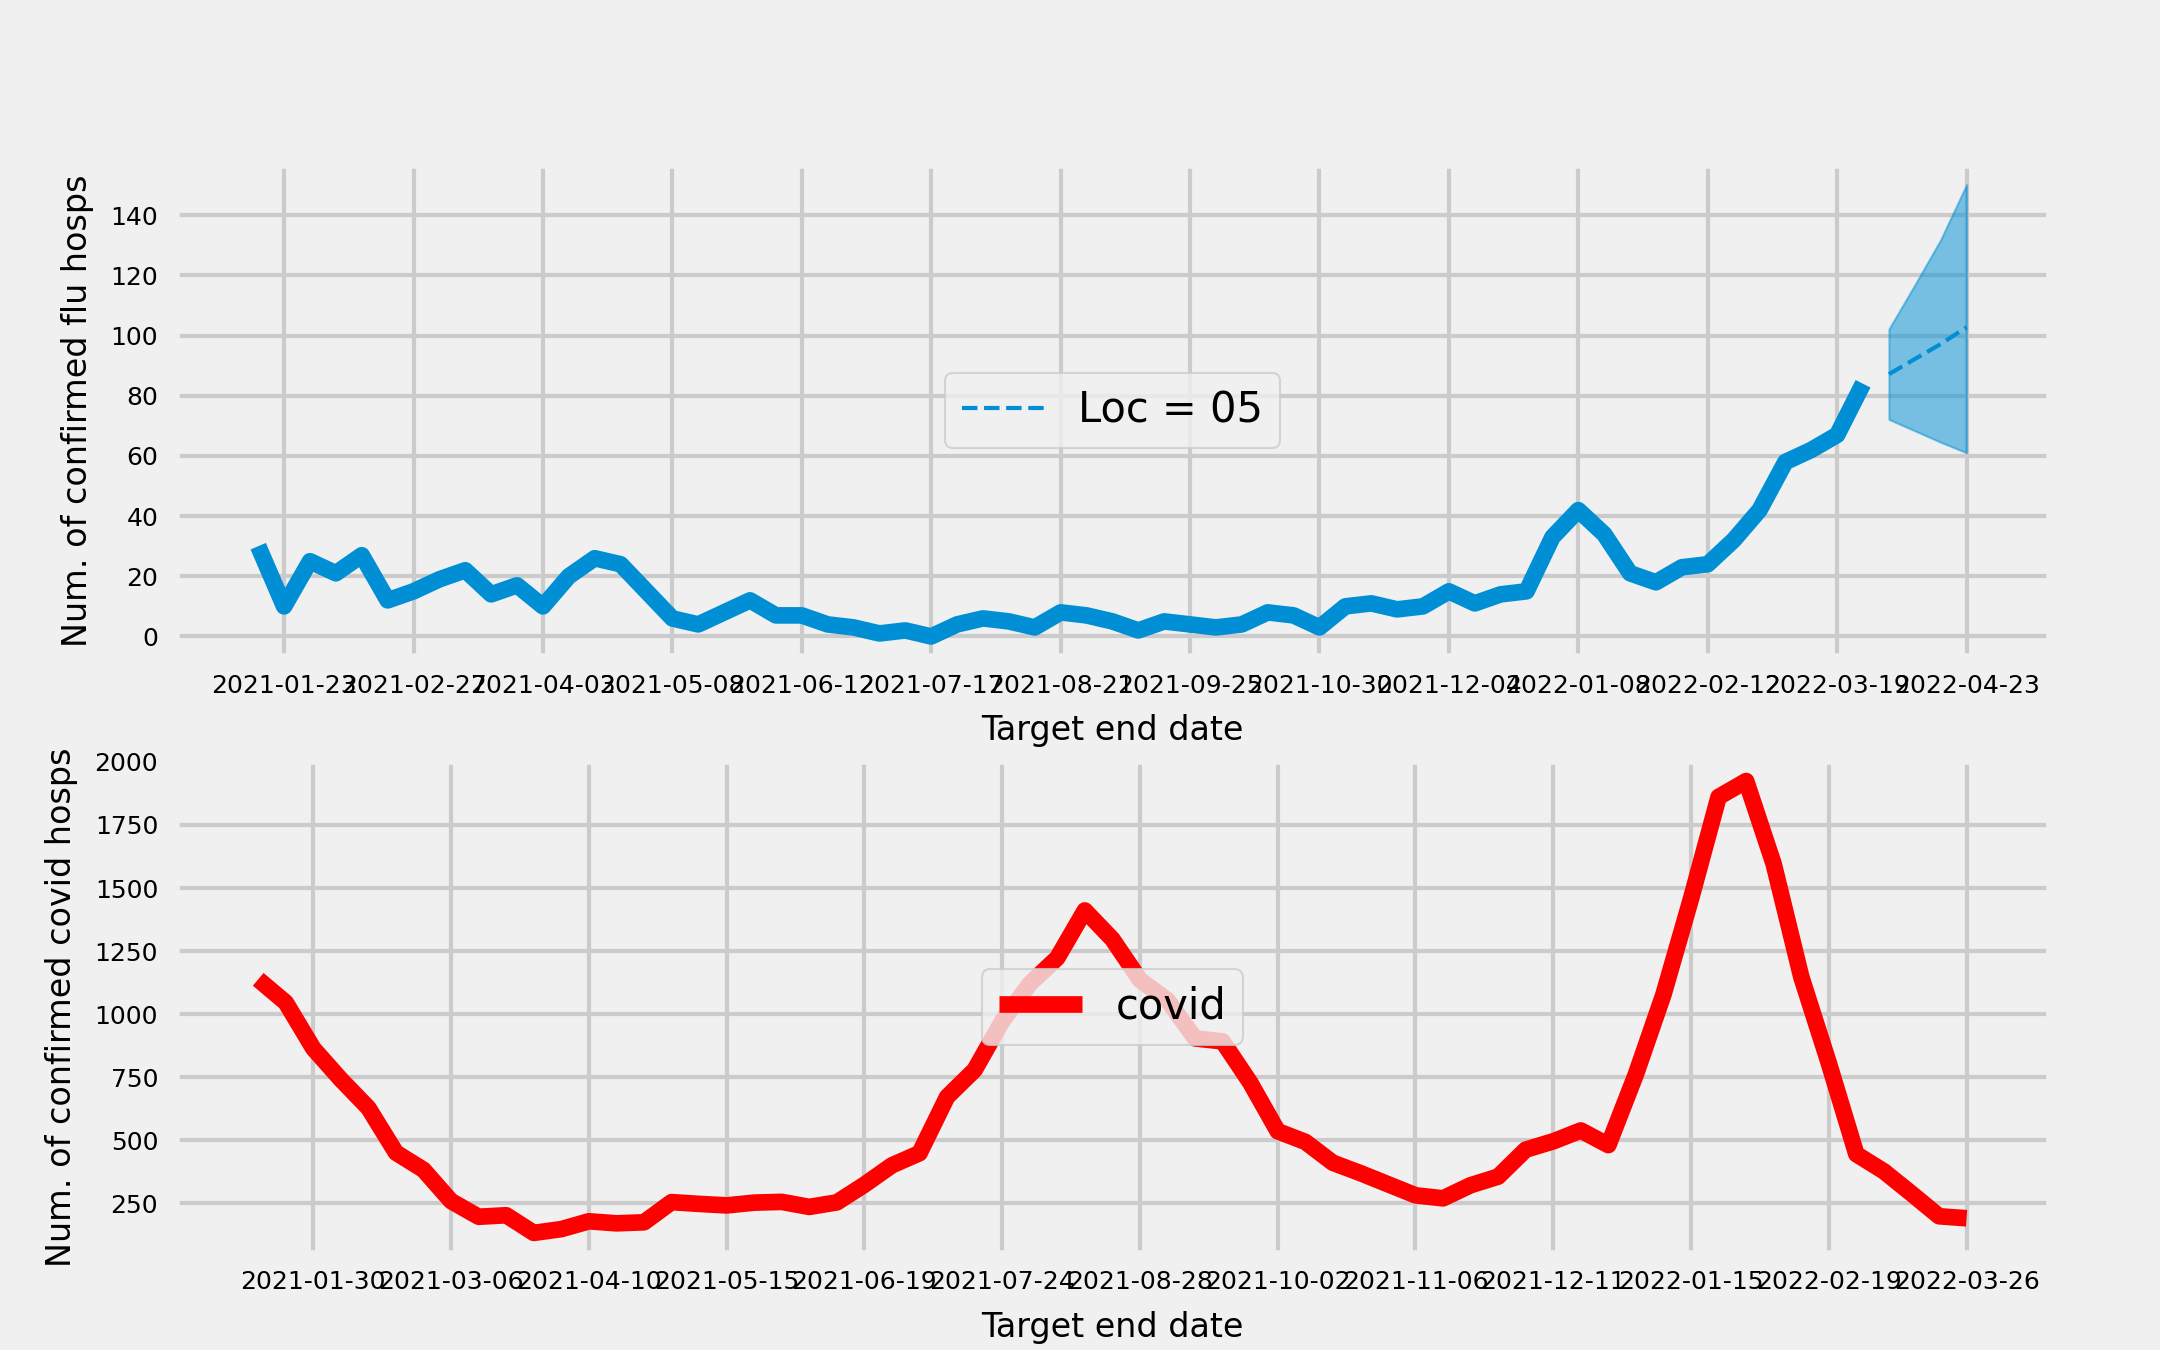 Num. of confirmed flu hosps
140
120
100
80
60
40
20
0
Loc = 05
2021-01-23 2021-02-27 2021-04-03 2021-05-08 2021-06-12 2021-07-17 2021-08-21 2021-09-25 2021-10-30 2021-12-04 2022-01-08 2022-02-12 2022-03-19 2022-04-23
Target end date
Num. of confirmed covid hosps
2000
1750
1500
1250
1000
750
500
250
covid
2021-01-30 2021-03-06 2021-04-10 2021-05-15 2021-06-19 2021-07-24 2021-08-28 2021-10-02 2021-11-06 2021-12-11 2022-01-15 2022-02-19 2022-03-26
Target end date